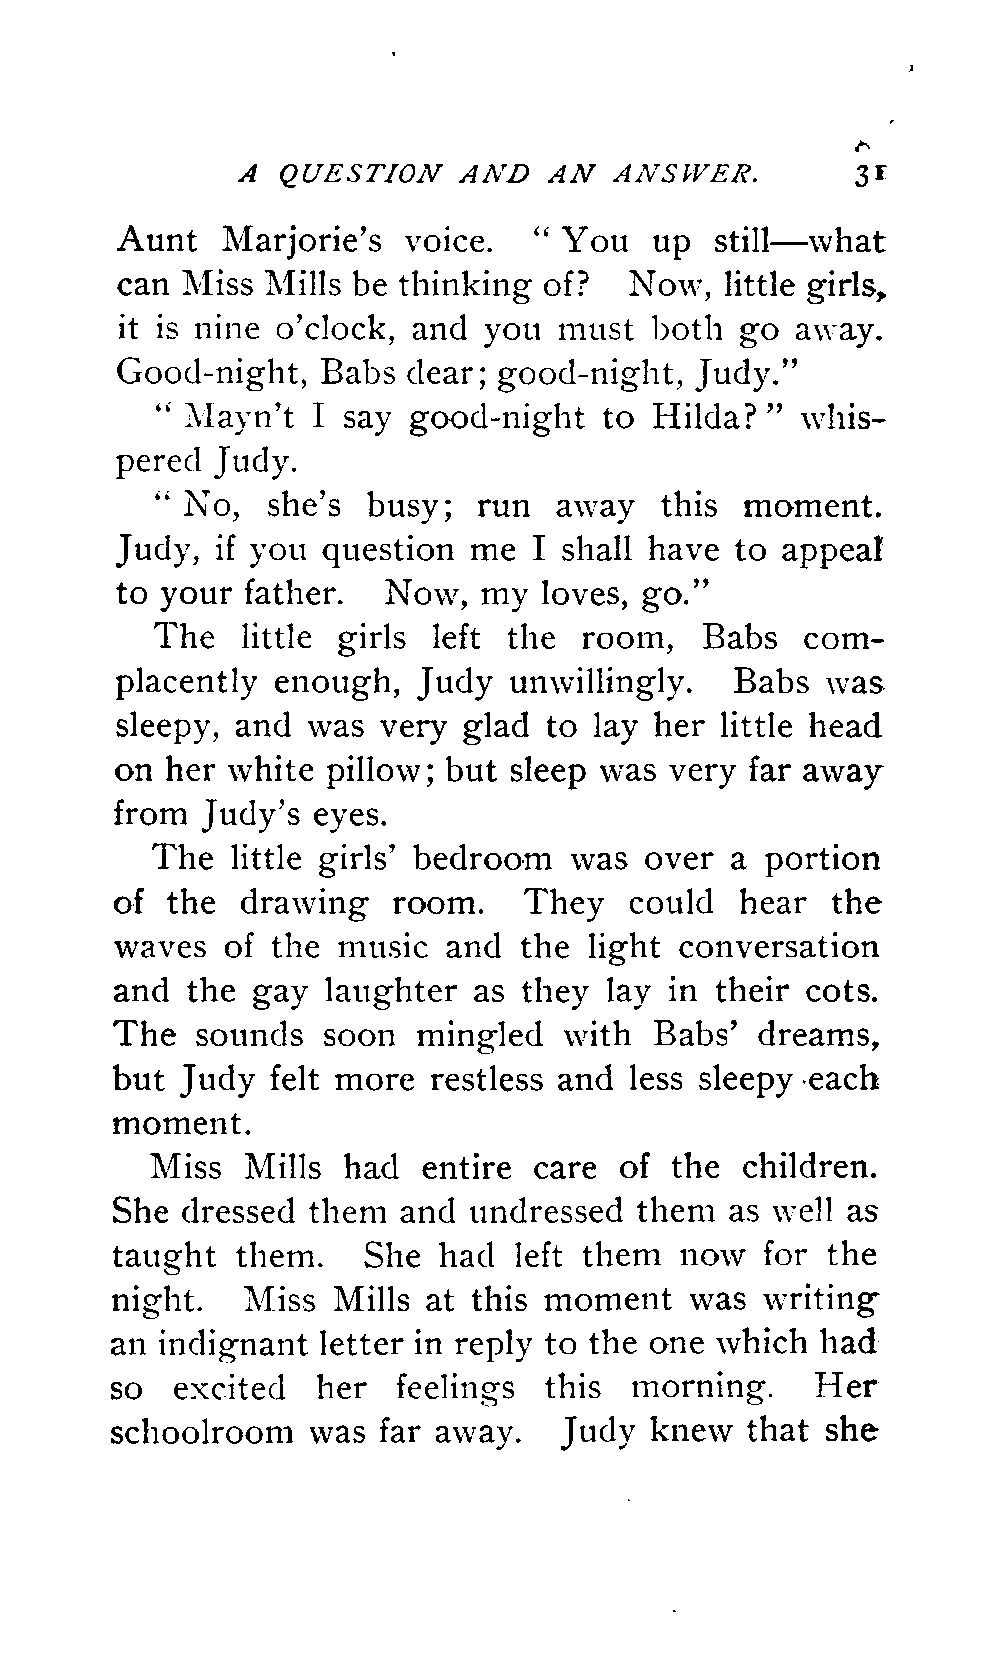 A QUESTION AND AN ANSWER. 31
Aunt Marjorie's voice. "You up still—what
can Miss Mills be thinking of? Now, little girls,
it is nine o'clock, and you must both go away.
Good-night, Babs dear; good-night, Judy."
"Mayn't I say good-night to Hilda?" whis-
pered Judy.
"No, she's busy; run away this moment.
Judy, if you question me I shall have to appeal
to your father. Now, my loves, go."
The little girls left the room, Babs com-
placently enough, Judy unwillingly. Babs was
sleepy, and was very glad to lay her little head
on her white pillow; but sleep was very far away
from Judy's eyes.
The little girls' bedroom was over a portion
of the drawing room. They could hear the
waves of the music and the light conversation
and the gay laughter as they lay in their cots.
The sounds soon mingled with Babs' dreams,
but Judy felt more restless and less sleepy each
moment.
Miss Mills had entire care of the children.
She dressed them and undressed them as well as
taught them. She had left them now for the
night. Miss Mills at this moment was writing
an indignant letter in reply to the one which had
so excited her feelings this morning. Her
schoolroom was far away. Judy knew that she